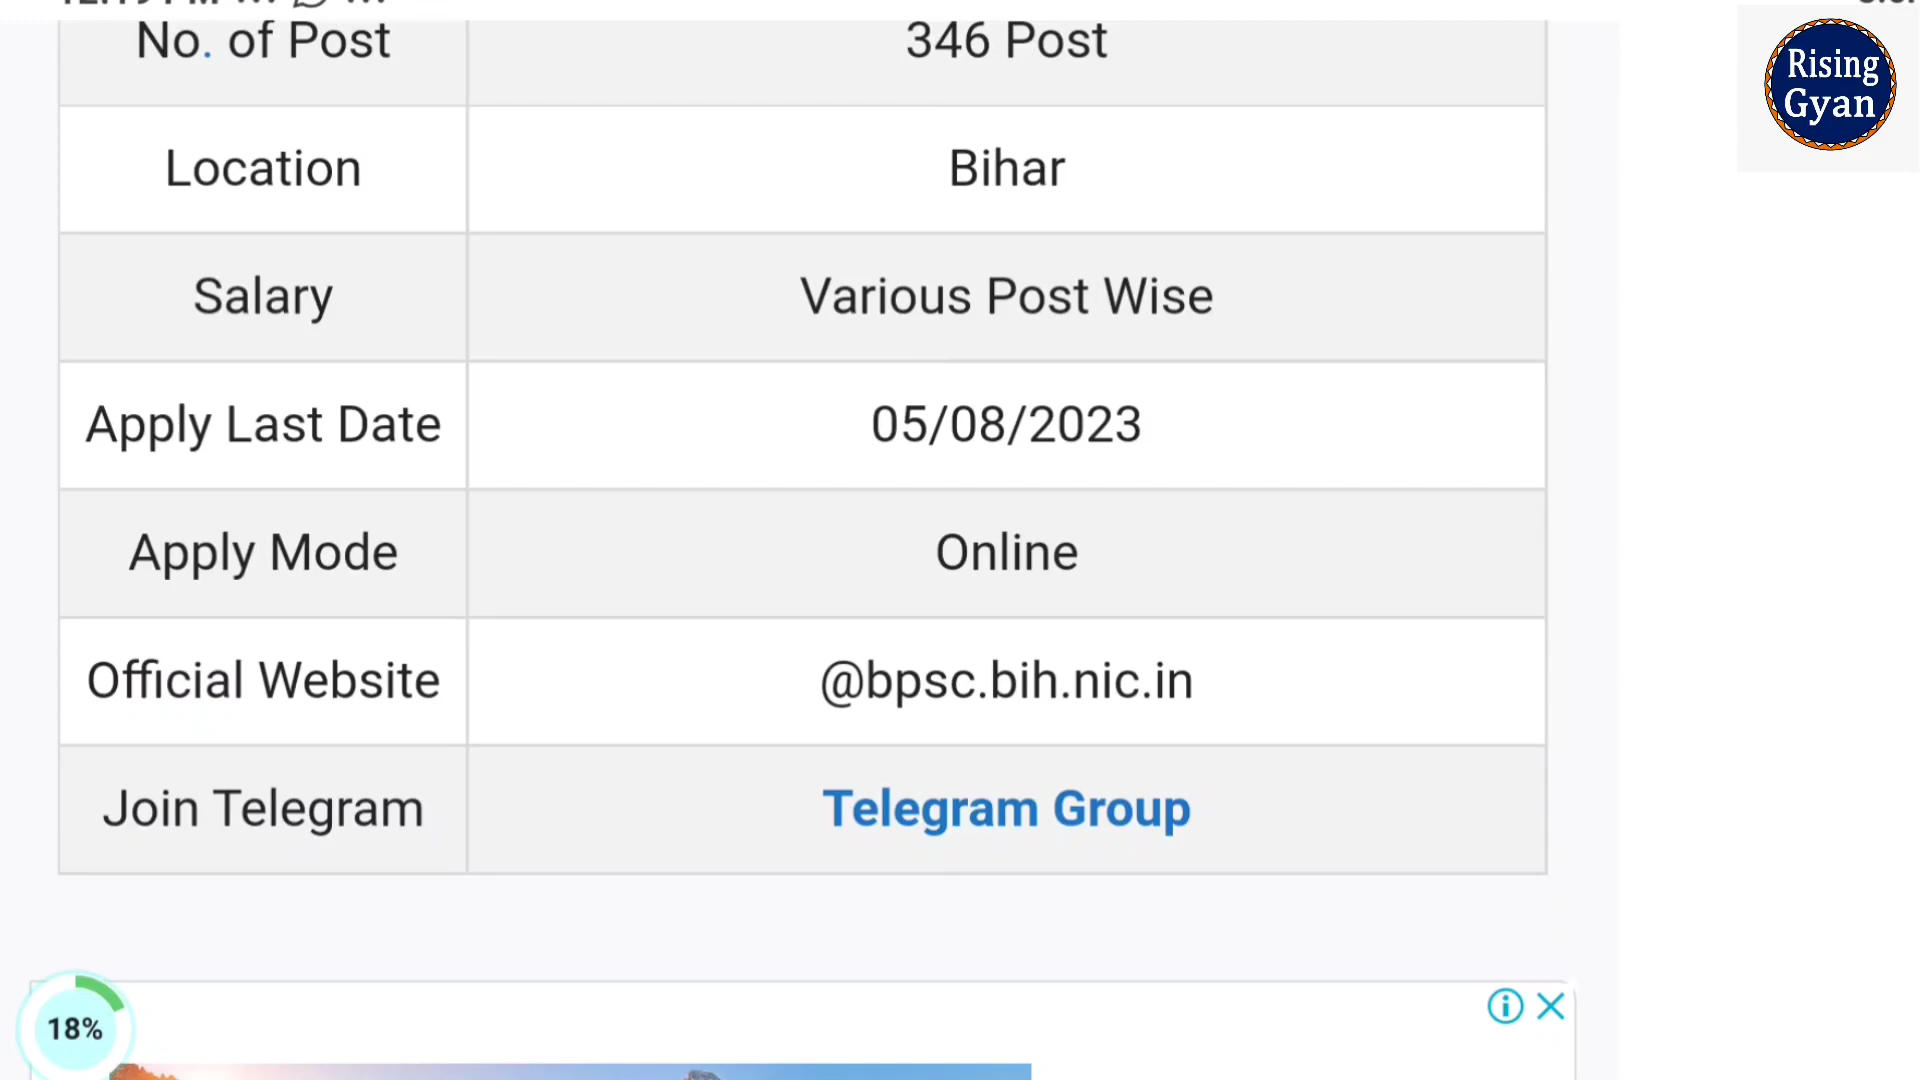 No. of Post 346 Post
Rising
Gyan
Location Bihar
Salary Various Post Wise
Apply Last Date 05/08/2023
Apply Mode Online
Official Website @bpsc.bih.nic.in
Join Telegram Telegram Group
18%